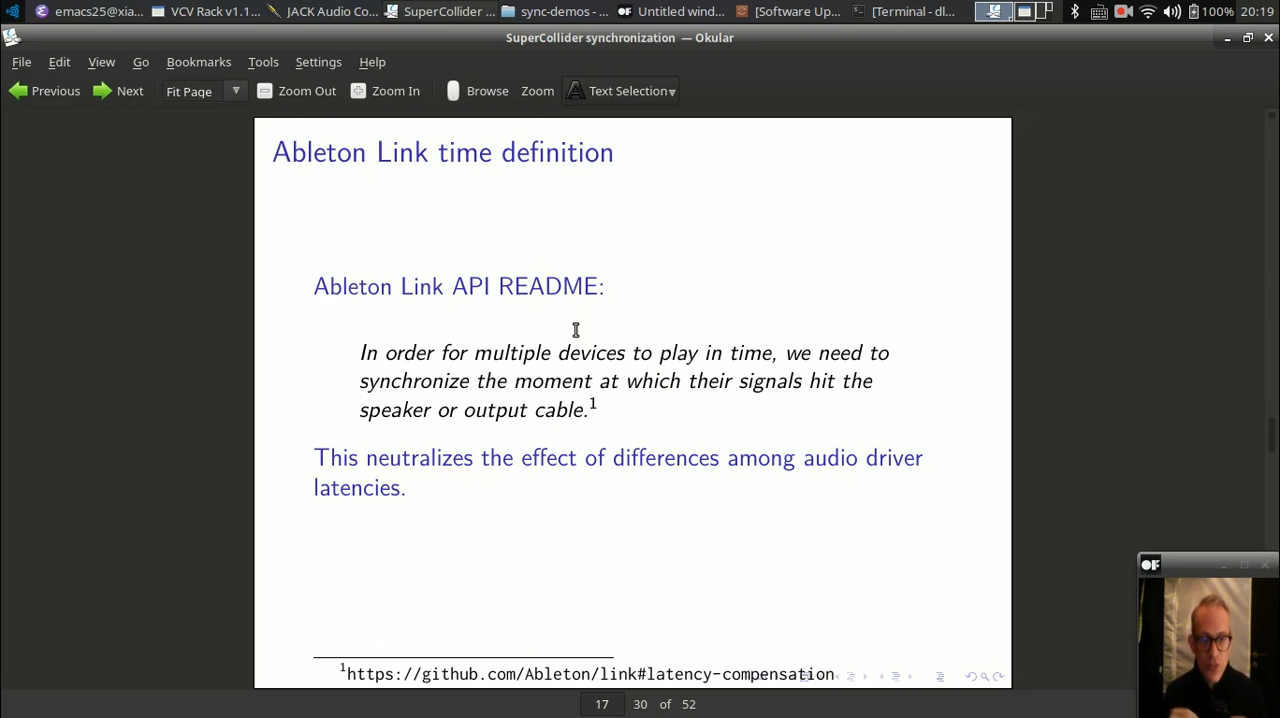 emacs25@xia... VCV Rack v1.1... JACK Audio Co... SuperCollider ... sync-demos - ... Untitled wind... [Software Up... [Terminal - dl... 100% 20:19
SuperCollider synchronization — Okular
File Edit View Go Bookmarks Tools Settings Help
Previous Next Fit Page Zoom Out Zoom In Browse Zoom Text Selection
Ableton Link time definition
Ableton Link API README:
In order for multiple devices to play in time, we need to
synchronize the moment at which their signals hit the
speaker or output cable.1
This neutralizes the effect of differences among audio driver
latencies.
1https://github.com/Ableton/link#latency-compensation
17 30 of 52